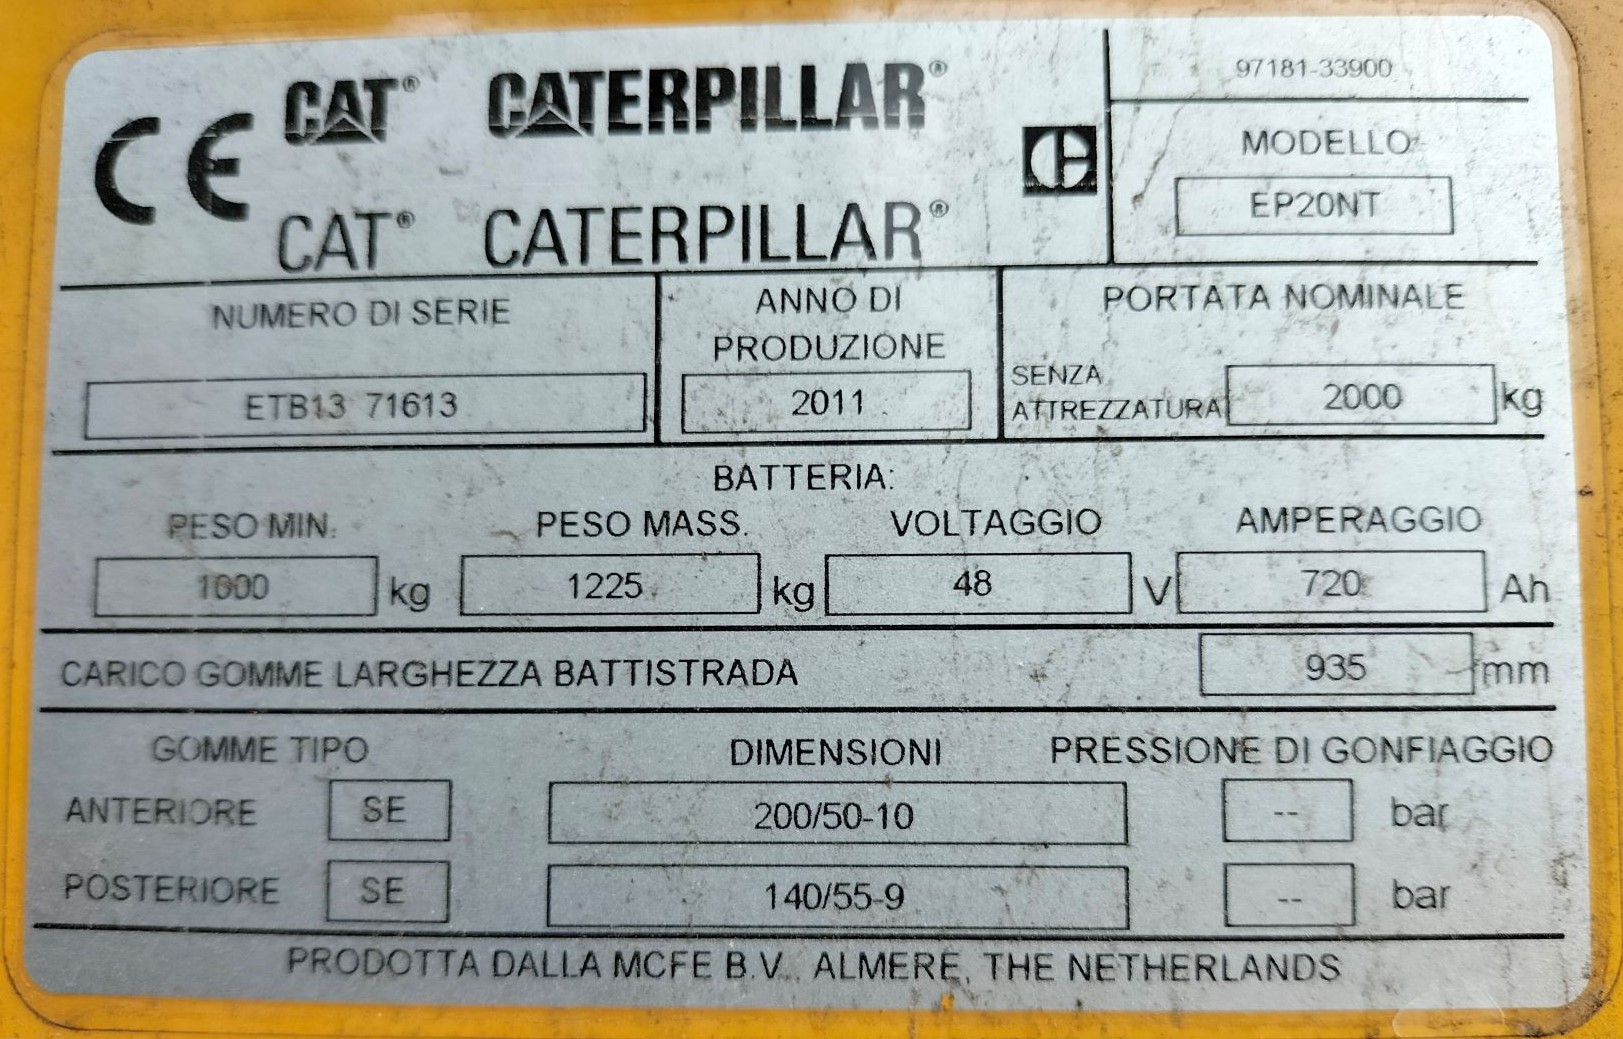 CE CAT® CATERPILLAR®
CAT® CATERPILLAR®
97181-33900
MODELLO
EP20NT
NUMERO DI SERIE
ETB13 71613
ANNO DI
PRODUZIONE
2011
PORTATA NOMINALE
SENZA
ATTREZZATURA 2000 kg
BATTERIA:
PESO MIN. PESO MASS. VOLTAGGIO AMPERAGGIO
1000 kg 1225 kg 48 V 720 Ah
CARICO GOMME LARGHEZZA BATTISTRADA 935 mm
GOMME TIPO DIMENSIONI PRESSIONE DI GONFIAGGIO
ANTERIORE SE 200/50-10 -- bar
POSTERIORE SE 140/55-9 -- bar
PRODOTTA DALLA MCFE B.V., ALMERE, THE NETHERLANDS